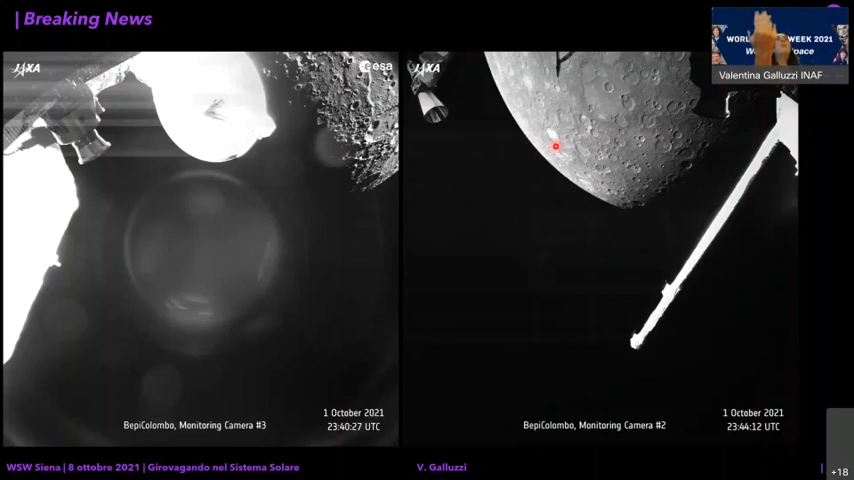 | Breaking News
JAXA
esa
BepiColombo, Monitoring Camera #3
1 October 2021
23:40:27 UTC
JAXA
BepiColombo, Monitoring Camera #2
1 October 2021
23:44:12 UTC
WEEK 2021
Valentina Galluzzi INAF
WSW Siena | 8 ottobre 2021 | Girovagando nel Sistema Solare
V. Galluzzi
|
+18